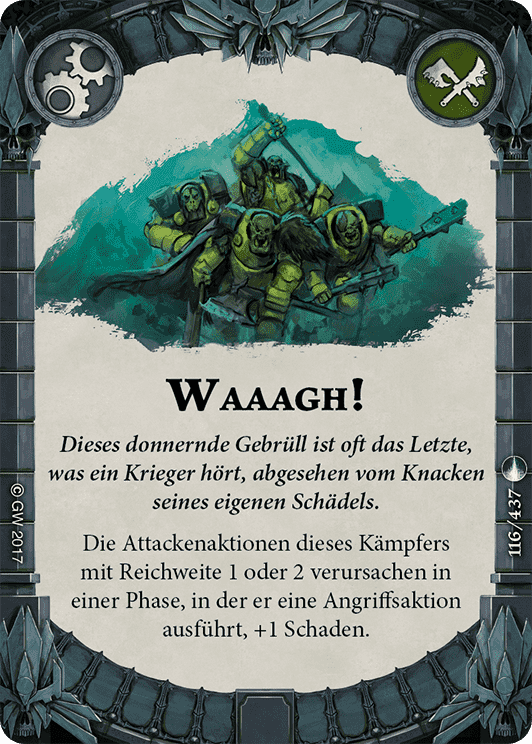 WAAAGH!
Dieses donnernde Gebrüll ist oft das Letzte,
was ein Krieger hört, abgesehen vom Knacken
seines eigenen Schädels.
Die Attackenaktionen dieses Kämpfers
mit Reichweite 1 oder 2 verursachen in
einer Phase, in der er eine Angriffsaktion
ausführt, +1 Schaden.
© GW 2017
116/437